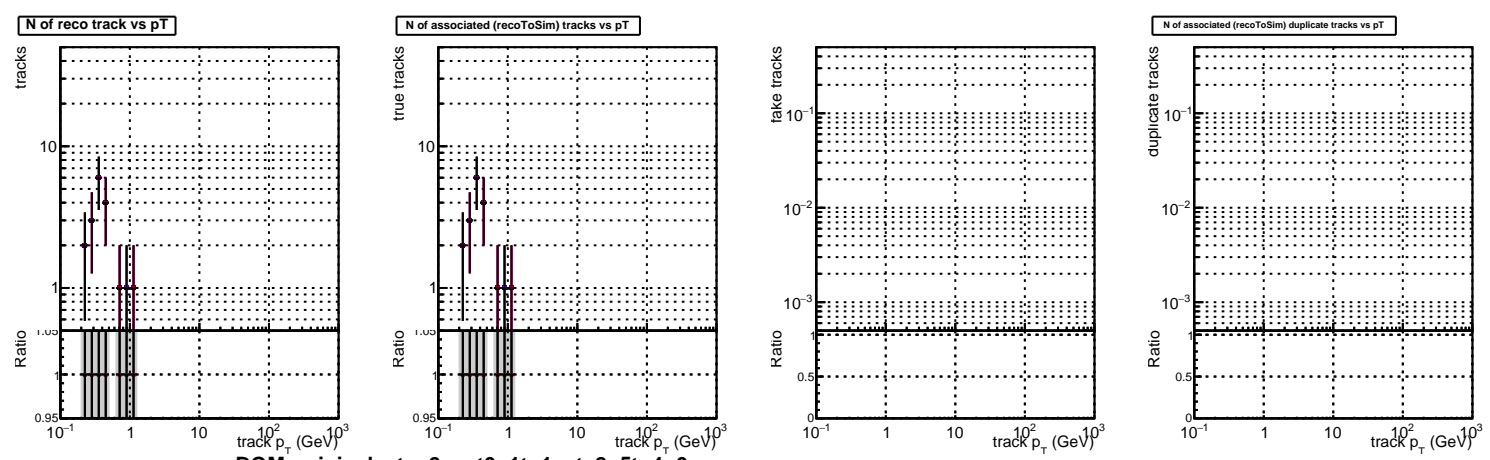 N of reco track vs pT
tracks
10
1
1.05
Ratio
1
0.95
10⁻¹ 1 10 10² 10³
track p_T (GeV)
N of associated (recoToSim) tracks vs pT
true tracks
10
1
1.05
Ratio
1
0.95
10⁻¹ 1 10 10² 10³
track p_T (GeV)
fake tracks
10⁻¹
10⁻²
10⁻³
Ratio
1
0.5
0
10⁻¹ 1 10 10² 10³
track p_T (GeV)
N of associated (recoToSim) duplicate tracks vs pT
duplicate tracks
10⁻¹
10⁻²
10⁻³
Ratio
1
0.5
0
10⁻¹ 1 10 10² 10³
track p_T (GeV)